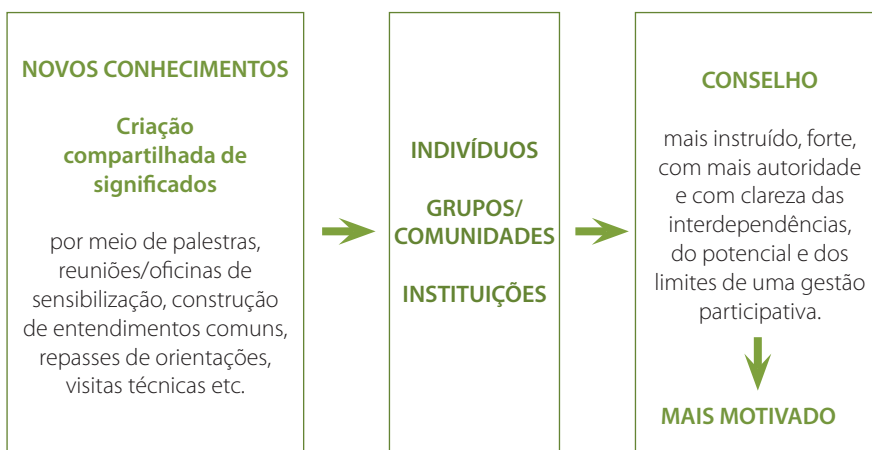 NOVOS CONHECIMENTOS
Criação
compartilhada de
significados
por meio de palestras,
reuniões/oficinas de
sensibilização, construção
de entendimentos comuns,
repasses de orientações,
visitas técnicas etc.
INDIVÍDUOS
GRUPOS/
COMUNIDADES
INSTITUIÇÕES
CONSELHO
mais instruído, forte,
com mais autoridade
e com clareza das
interdependências,
do potencial e dos
limites de uma gestão
participativa.
MAIS MOTIVADO